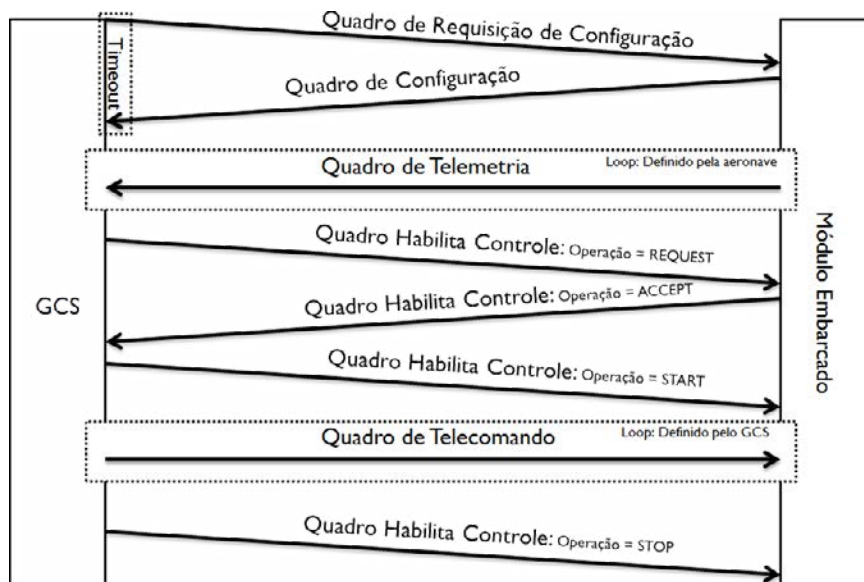 Quadro de Requisição de Configuração
Timeout
Quadro de Configuração
Quadro de Telemetria
Loop: Definido pela aeronave
Quadro Habilita Controle: Operação = REQUEST
Quadro Habilita Controle: Operação = ACCEPT
GCS
Módulo Embarcado
Quadro Habilita Controle: Operação = START
Quadro de Telecomando
Loop: Definido pelo GCS
Quadro Habilita Controle: Operação = STOP